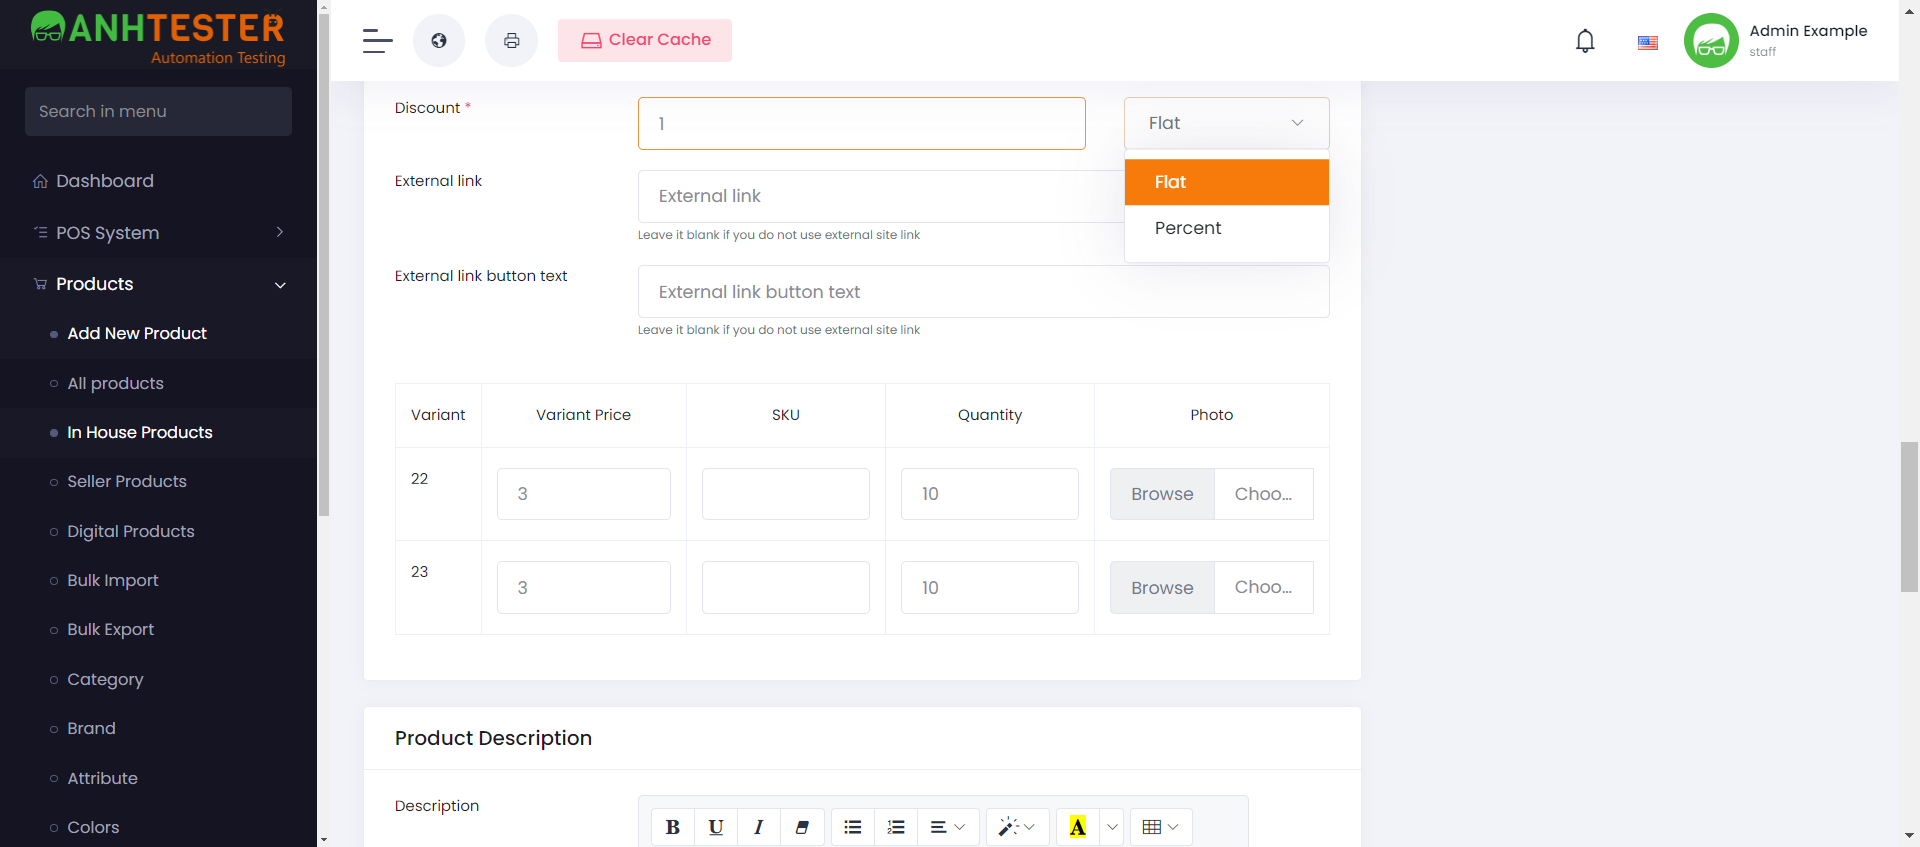 ANHTESTER
Automation Testing
Search in menu
Dashboard
POS System
Products
Add New Product
All products
In House Products
Seller Products
Digital Products
Bulk Import
Bulk Export
Category
Brand
Attribute
Colors
Clear Cache
Admin Example
staff
Discount *
1
Flat
Flat
Percent
External link
External link
Leave it blank if you do not use external site link
External link button text
External link button text
Leave it blank if you do not use external site link
Variant Variant Price SKU Quantity Photo
22 3 10 Browse Choo...
23 3 10 Browse Choo...
Product Description
Description
B U I A